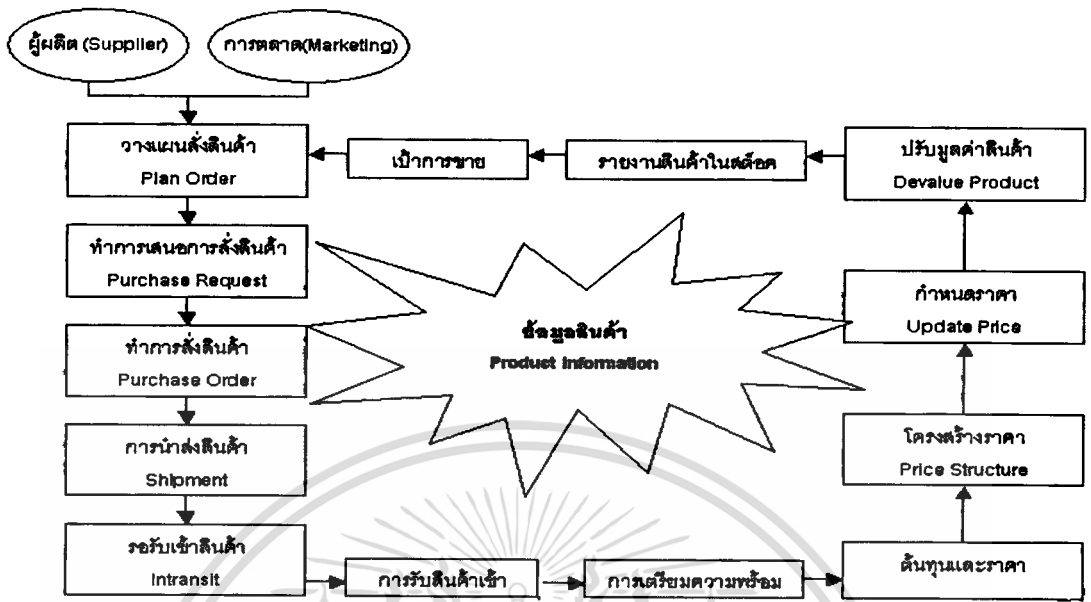 ผู้ผลิต (Supplier)
การตลาด(Marketing)
วางแผนสั่งสินค้า
Plan Order
เป้าการขาย
รายงานสินค้าในสต็อค
ปรับมูลค่าสินค้า
Devalue Product
ทำการเสนอการสั่งสินค้า
Purchase Request
ข้อมูลสินค้า
Product Information
กำหนดราคา
Update Price
ทำการสั่งสินค้า
Purchase Order
การนำส่งสินค้า
Shipment
โครงสร้างราคา
Price Structure
รอรับเข้าสินค้า
Intransit
การรับสินค้าเข้า
การเตรียมความพร้อม
ต้นทุนและราคา